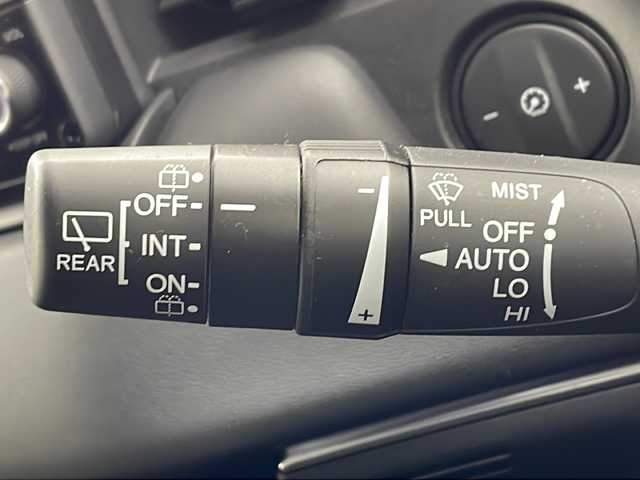 OFF
INT
ON
REAR
-
+
MIST
PULL
OFF
AUTO
LO
HI
- +